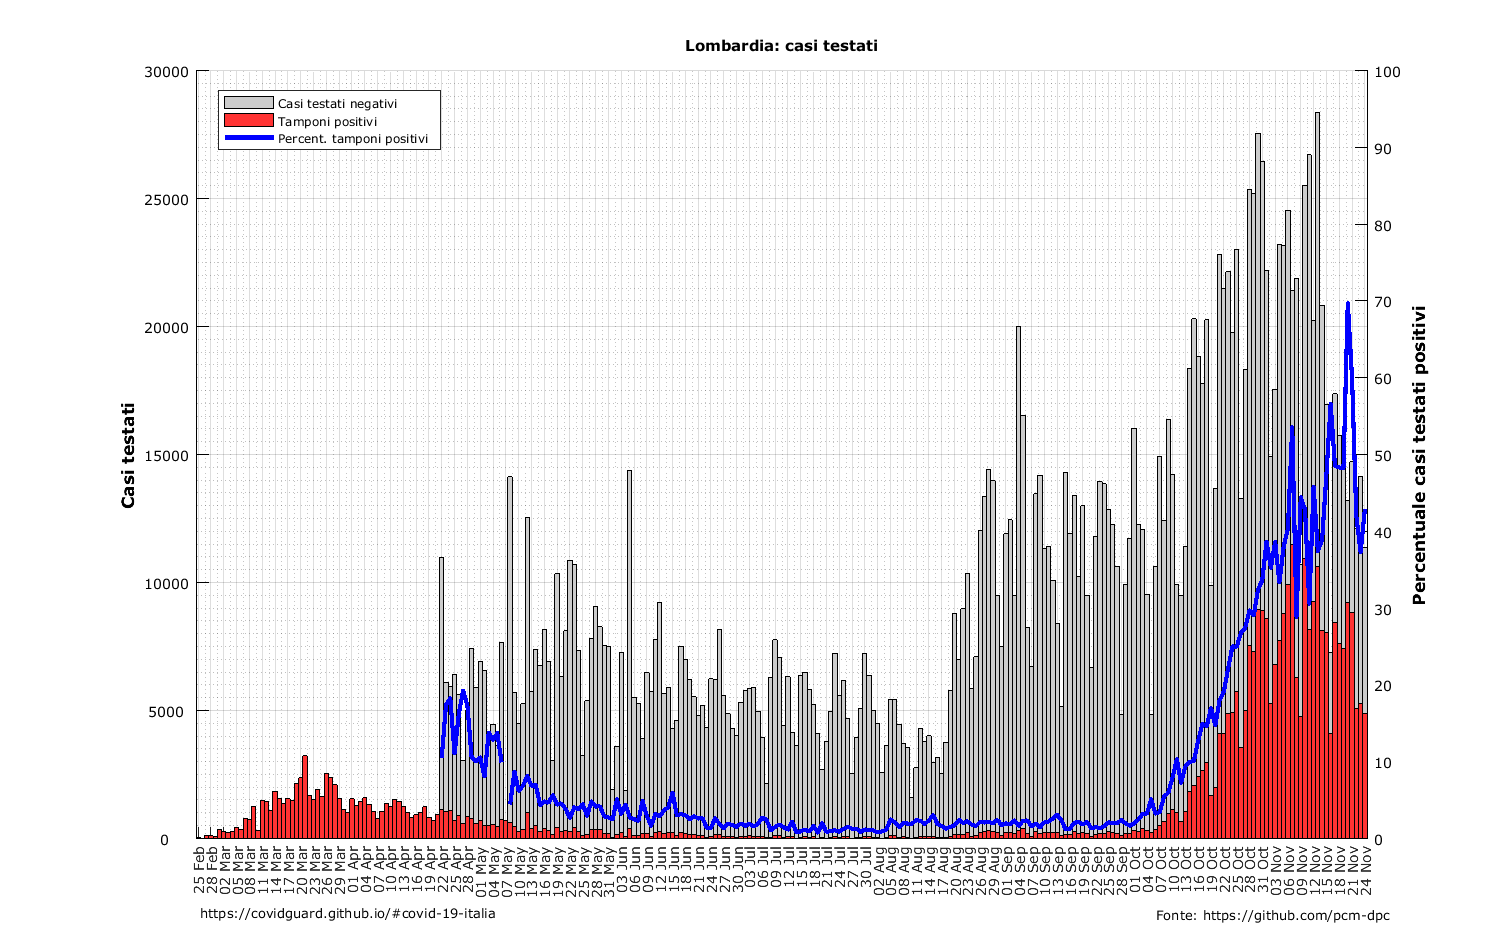 Lombardia: casi testati
30000
25000
20000
15000
10000
5000
0
100
90
80
70
60
50
40
30
20
10
0
Casi testati
Percentuale casi testati positivi
Casi testati negativi
Tamponi positivi
Percent. tamponi positivi
25 Feb
28 Feb
02 Mar
05 Mar
08 Mar
11 Mar
14 Mar
17 Mar
20 Mar
23 Mar
26 Mar
29 Mar
01 Apr
04 Apr
07 Apr
10 Apr
13 Apr
16 Apr
19 Apr
22 Apr
25 Apr
28 Apr
01 May
04 May
07 May
10 May
13 May
16 May
19 May
22 May
25 May
28 May
31 May
03 Jun
06 Jun
09 Jun
12 Jun
15 Jun
18 Jun
21 Jun
24 Jun
27 Jun
30 Jun
03 Jul
06 Jul
09 Jul
12 Jul
15 Jul
18 Jul
21 Jul
24 Jul
27 Jul
30 Jul
02 Aug
05 Aug
08 Aug
11 Aug
14 Aug
17 Aug
20 Aug
23 Aug
26 Aug
29 Aug
01 Sep
04 Sep
07 Sep
10 Sep
13 Sep
16 Sep
19 Sep
22 Sep
25 Sep
28 Sep
01 Oct
04 Oct
07 Oct
10 Oct
13 Oct
16 Oct
19 Oct
22 Oct
25 Oct
28 Oct
31 Oct
03 Nov
06 Nov
09 Nov
12 Nov
15 Nov
18 Nov
21 Nov
24 Nov
https://covidguard.github.io/#covid-19-italia
Fonte: https://github.com/pcm-dpc